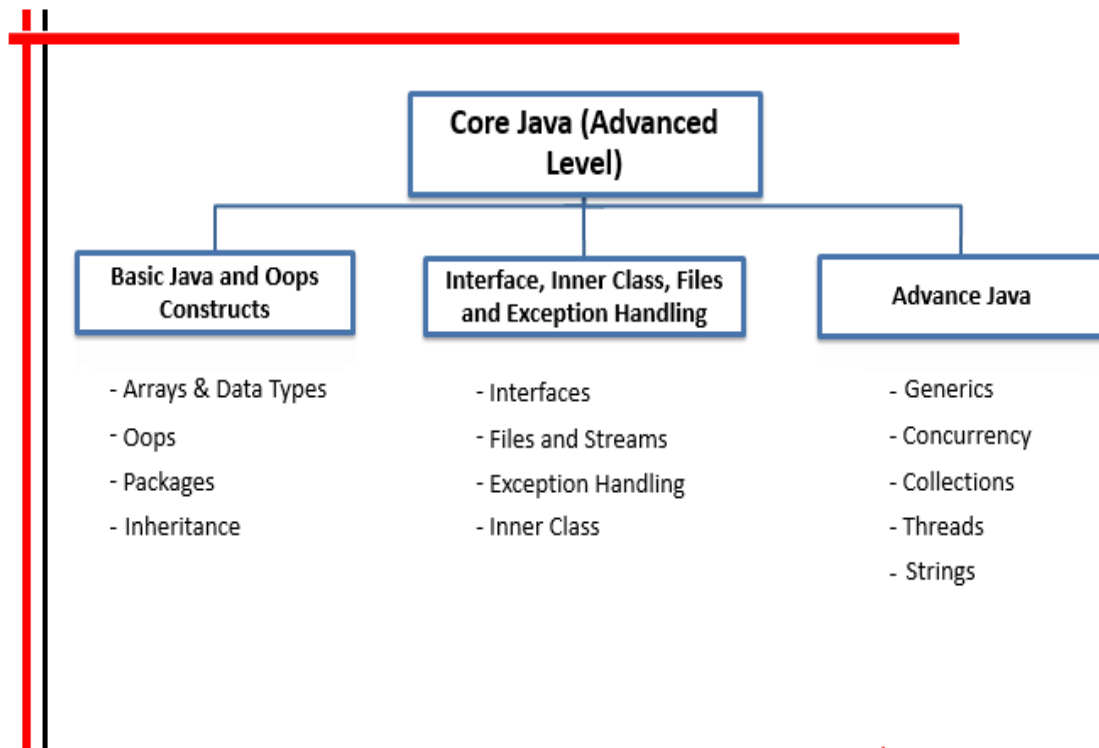 Core Java (Advanced
Level)
Basic Java and Oops
Constructs
- Arrays & Data Types
- Oops
- Packages
- Inheritance
Interface, Inner Class, Files
and Exception Handling
- Interfaces
- Files and Streams
- Exception Handling
- Inner Class
Advance Java
- Generics
- Concurrency
- Collections
- Threads
- Strings